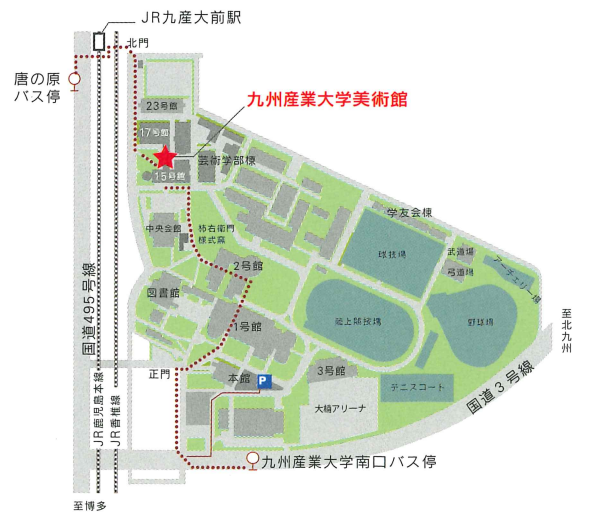 JR九産大前駅
北門
唐の原
バス停
23号館
九州産業大学美術館
17号館
芸術学部棟
15号館
学友会棟
中央会館
柿右衛門
様式窯
球技場
武道場
弓道場
アーチェリー場
2号館
図書館
国道495号線
1号館
陸上競技場
野球場
至北九州
正門
本館
P
3号館
テニスコート
国道3号線
大楠アリーナ
JR鹿児島本線
JR香椎線
九州産業大学南口バス停
至博多